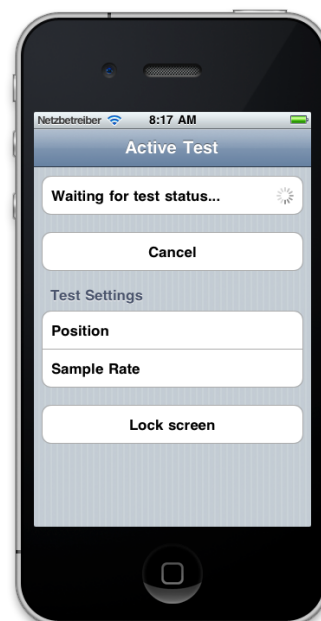 Netzbetreiber 8:17 AM
Active Test
Waiting for test status...
Cancel
Test Settings
Position
Sample Rate
Lock screen